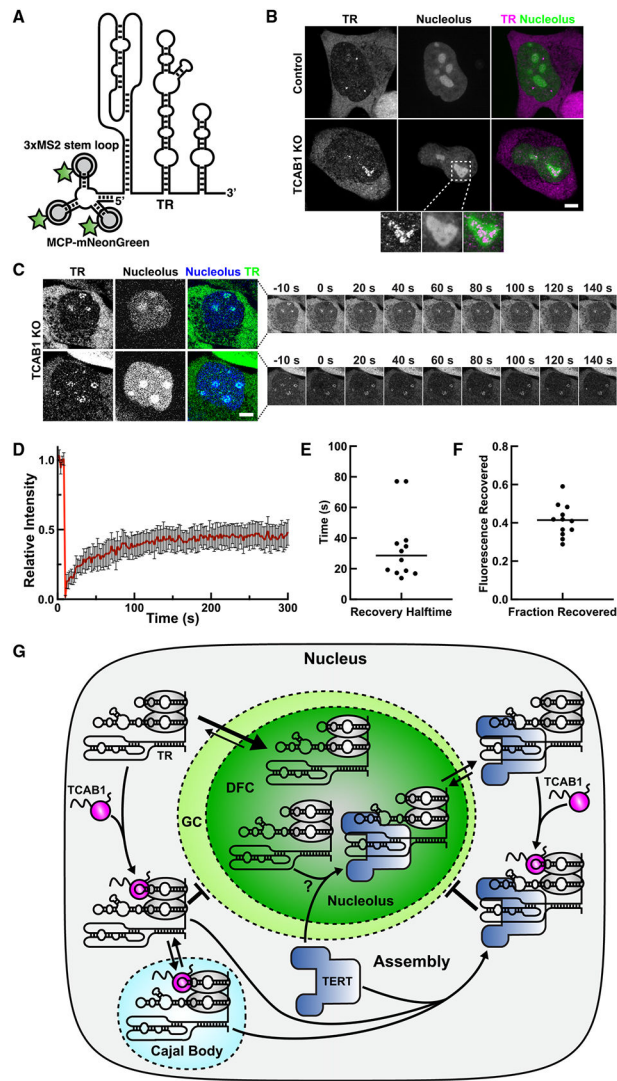 A
3xMS2 stem loop
5'
3'
TR
MCP-mNeonGreen
B
TR
Nucleolus
TR Nucleolus
Control
TCAB1 KO
C
TR
Nucleolus
Nucleolus TR
-10 s
0 s
20 s
40 s
60 s
80 s
100 s
120 s
140 s
TCAB1 KO
-10 s
0 s
20 s
40 s
60 s
80 s
100 s
120 s
140 s
D
Relative Intensity
1.0
0.5
0.0
0
100
200
300
Time (s)
E
Time (s)
100
80
60
40
20
0
Recovery Halftime
F
Fluorescence Recovered
0.8
0.6
0.4
0.2
0
Fraction Recovered
G
Nucleus
TR
DFC
TCAB1
TCAB1
GC
?
Nucleolus
Assembly
TERT
Cajal Body